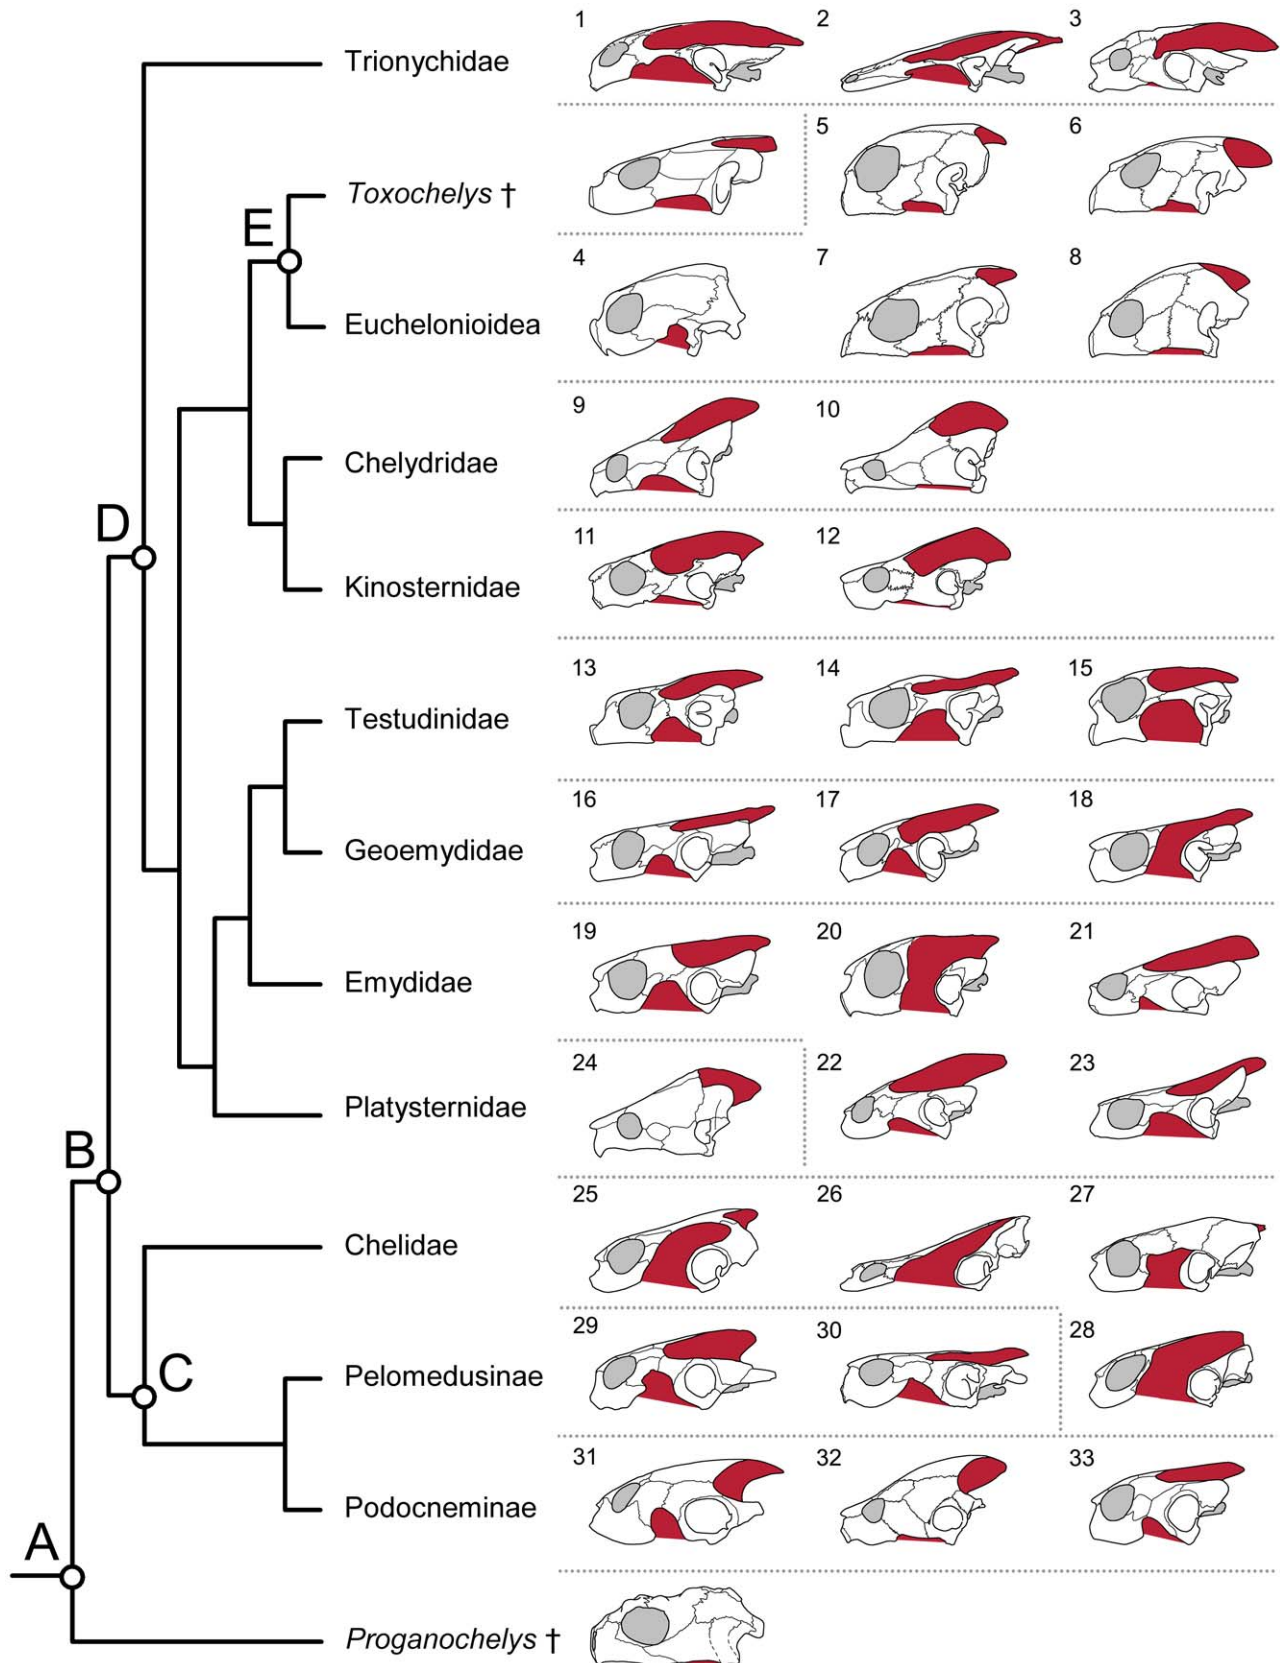 1 2 3
Trionychidae
5 6
Toxochelys †
E
4 7 8
Euchelonioidea
9 10
Chelydridae
D
11 12
Kinosternidae
13 14 15
Testudinidae
16 17 18
Geoemydidae
19 20 21
Emydidae
24 22 23
Platysternidae
B
25 26 27
Chelidae
29 30 28
C
Pelomedusinae
31 32 33
Podocneminae
A
Proganochelys †